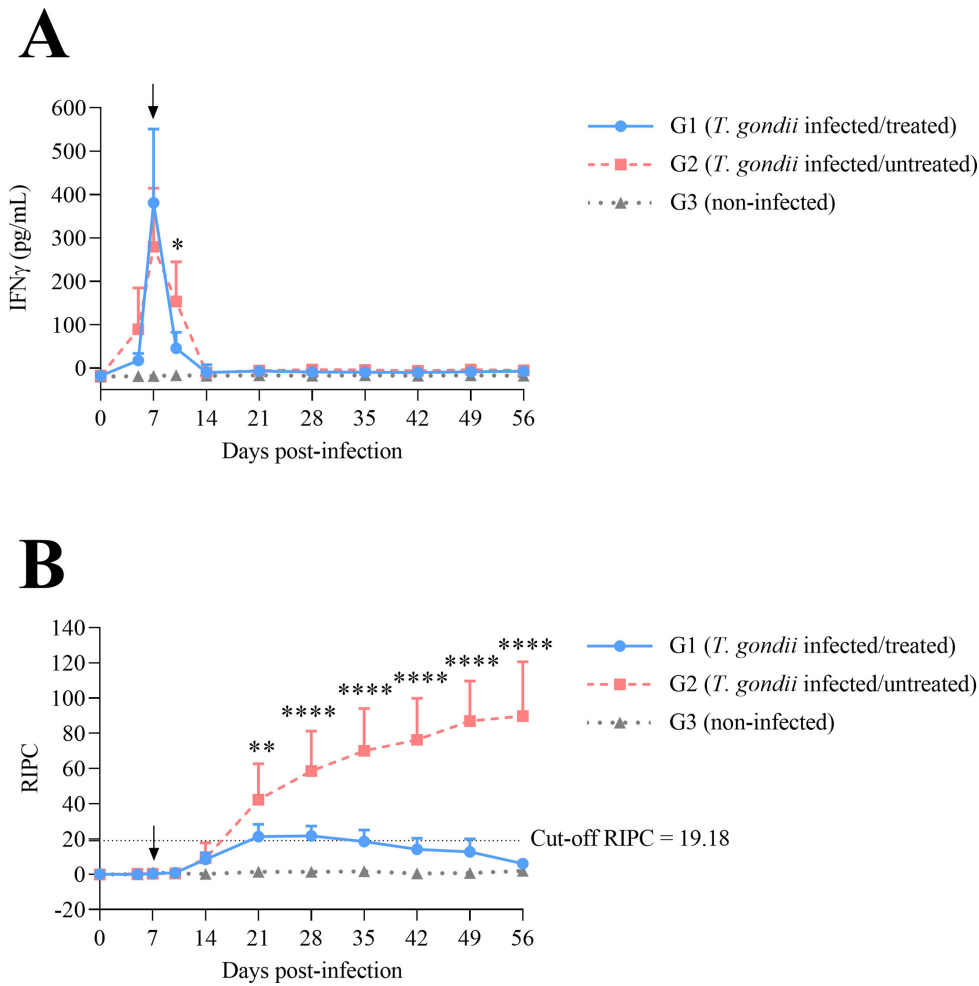 A
600
500
400
300
200
100
0
IFNγ (pg/mL)
*
0 7 14 21 28 35 42 49 56
Days post-infection
G1 (T. gondii infected/treated)
G2 (T. gondii infected/untreated)
G3 (non-infected)
B
140
120
100
80
60
40
20
0
-20
RIPC
** **** **** **** **** ****
Cut-off RIPC = 19.18
0 7 14 21 28 35 42 49 56
Days post-infection
G1 (T. gondii infected/treated)
G2 (T. gondii infected/untreated)
G3 (non-infected)